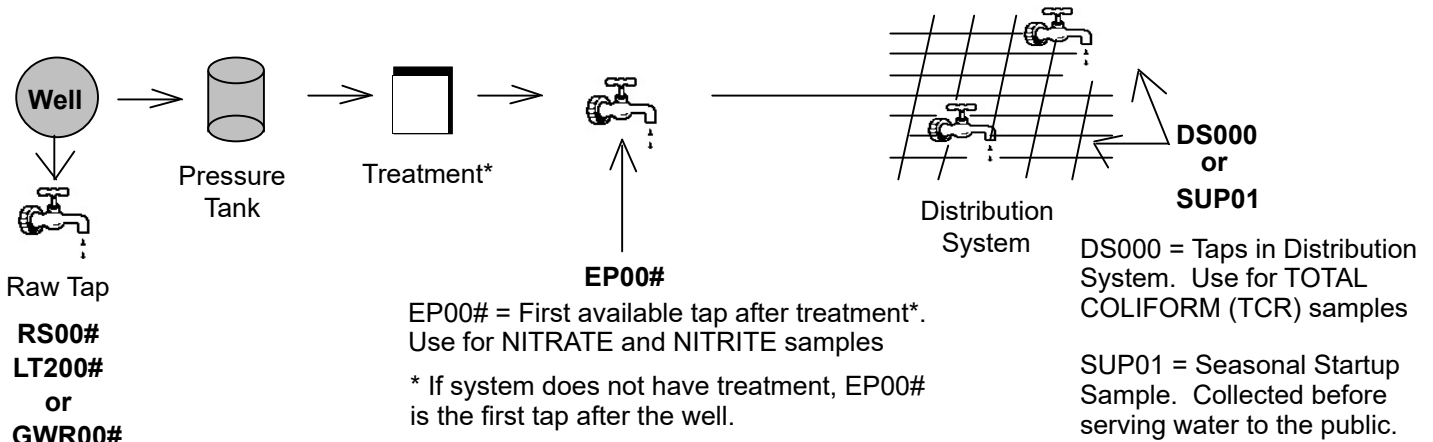 Well
Pressure
Tank
Treatment*
Distribution
System
DS000
or
SUP01
Raw Tap
RS00#
LT200#
or
GWR00#
EP00#
EP00# = First available tap after treatment*.
Use for NITRATE and NITRITE samples
* If system does not have treatment, EP00#
is the first tap after the well.
DS000 = Taps in Distribution
System.  Use for TOTAL
COLIFORM (TCR) samples
SUP01 = Seasonal Startup
Sample.  Collected before
serving water to the public.